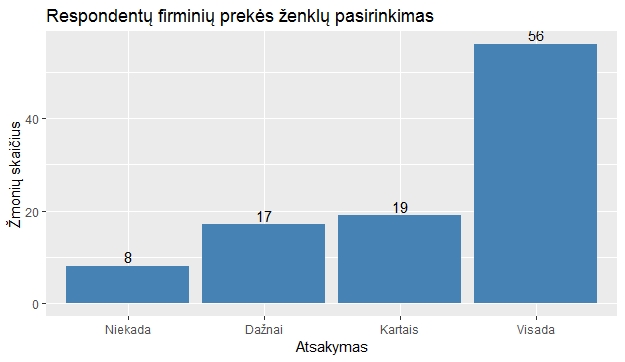 Respondentų firminių prekės ženklų pasirinkimas
56
40
Žmonių skaičius
20
19
17
8
0
Niekada Dažnai Kartais Visada
Atsakymas